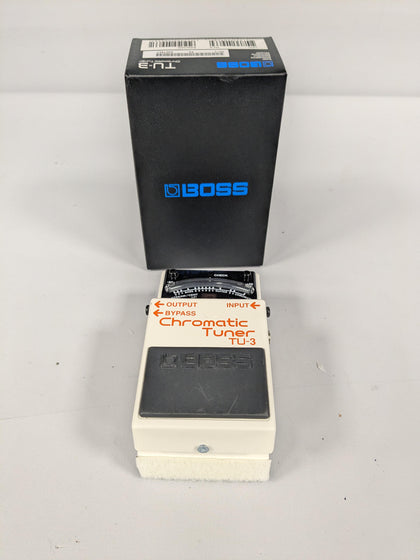 BOSS
TU-3
BOSS
CHECK
OUTPUT INPUT
BYPASS
Chromatic
Tuner
TU-3
BOSS